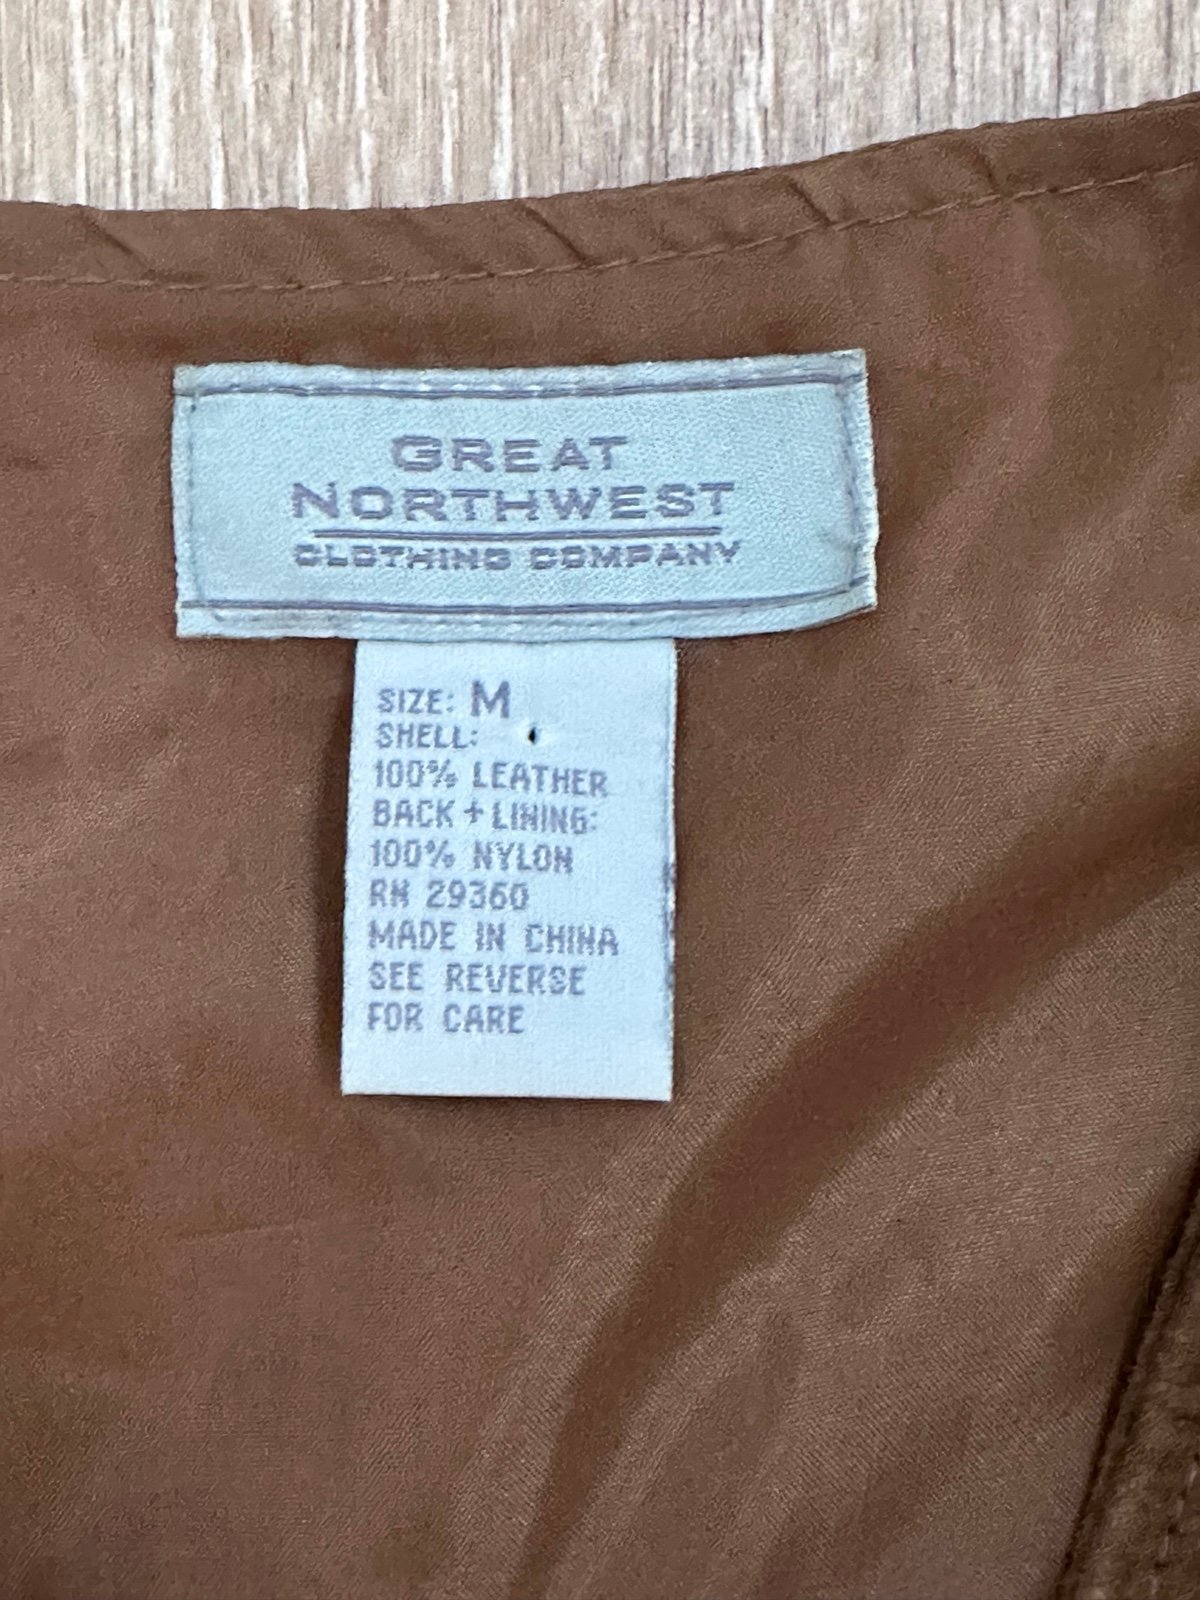 GREAT
NORTHWEST
CLOTHING COMPANY
SIZE: M
SHELL:
100% LEATHER
BACK + LINING:
100% NYLON
RN 29360
MADE IN CHINA
SEE REVERSE
FOR CARE